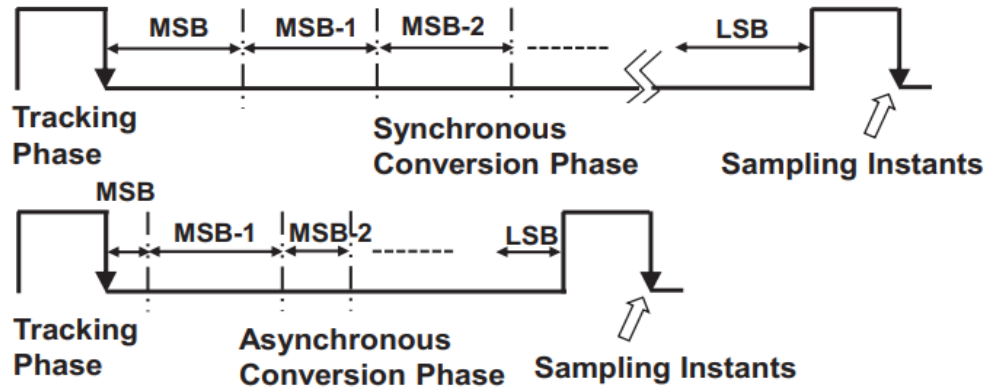 MSB MSB-1 MSB-2 LSB
Tracking
Phase
Synchronous
Conversion Phase
Sampling Instants
MSB
MSB-1 MSB-2 LSB
Tracking
Phase
Asynchronous
Conversion Phase
Sampling Instants